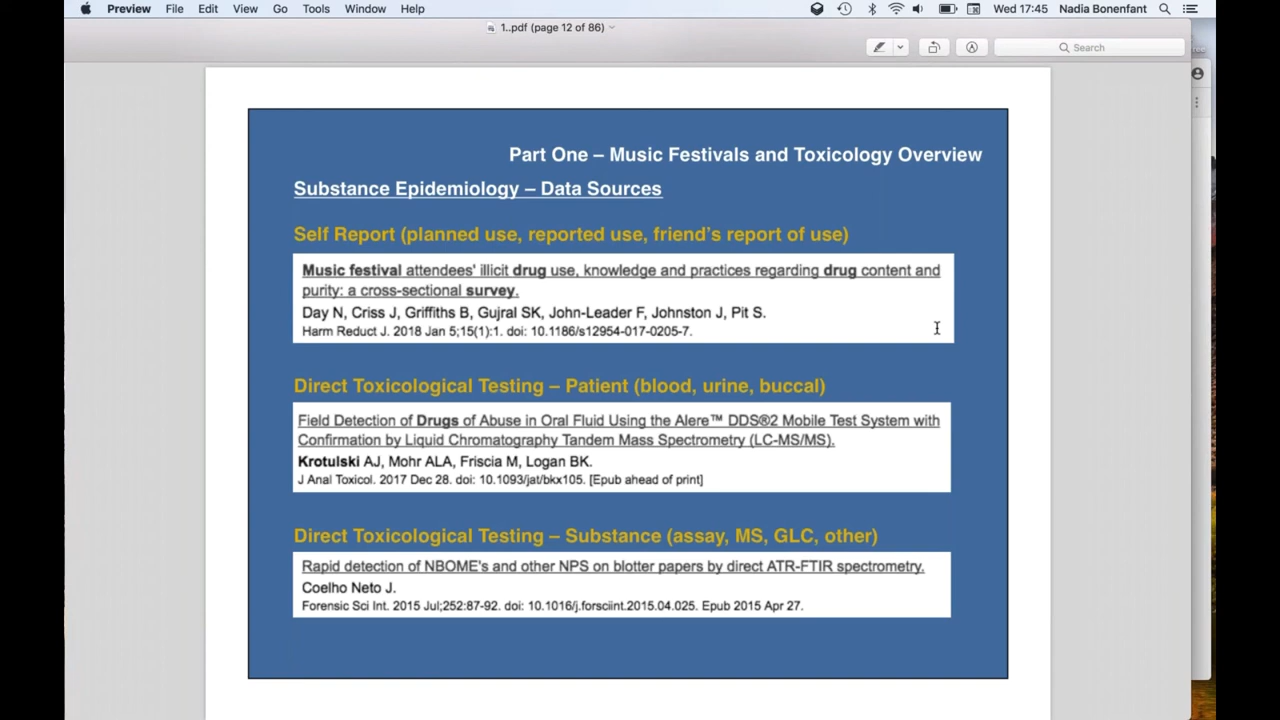 Preview File Edit View Go Tools Window Help Wed 17:45 Nadia Bonenfant
1..pdf (page 12 of 86)
Search
Part One – Music Festivals and Toxicology Overview
Substance Epidemiology – Data Sources
Self Report (planned use, reported use, friend's report of use)
Music festival attendees' illicit drug use, knowledge and practices regarding drug content and
purity: a cross-sectional survey.
Day N, Criss J, Griffiths B, Gujral SK, John-Leader F, Johnston J, Pit S.
Harm Reduct J. 2018 Jan 5;15(1):1. doi: 10.1186/s12954-017-0205-7.
Direct Toxicological Testing – Patient (blood, urine, buccal)
Field Detection of Drugs of Abuse in Oral Fluid Using the Alere™ DDS®2 Mobile Test System with
Confirmation by Liquid Chromatography Tandem Mass Spectrometry (LC-MS/MS).
Krotulski AJ, Mohr ALA, Friscia M, Logan BK.
J Anal Toxicol. 2017 Dec 28. doi: 10.1093/jat/bkx105. [Epub ahead of print]
Direct Toxicological Testing – Substance (assay, MS, GLC, other)
Rapid detection of NBOME's and other NPS on blotter papers by direct ATR-FTIR spectrometry.
Coelho Neto J.
Forensic Sci Int. 2015 Jul;252:87-92. doi: 10.1016/j.forsciint.2015.04.025. Epub 2015 Apr 27.